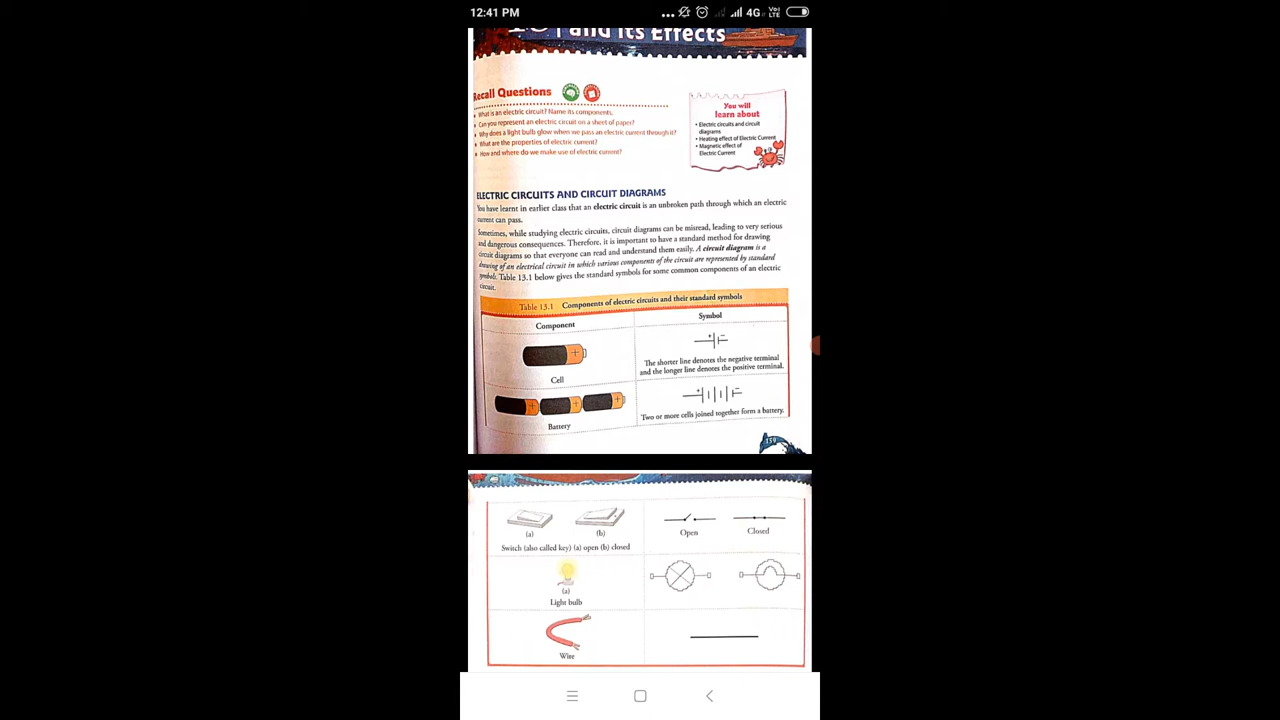 12:41 PM
4G
Vo)
LTE
and its Effects
Recall Questions
• What is an electric circuit? Name its components.
• Can you represent an electric circuit on a sheet of paper?
• Why does a light bulb glow when we pass an electric current through it?
• What are the properties of electric current?
• How and where do we make use of electric current?
You will
learn about
• Electric circuits and circuit
diagrams
• Heating effect of Electric Current
• Magnetic effect of
Electric Current
ELECTRIC CIRCUITS AND CIRCUIT DIAGRAMS
You have learnt in earlier class that an electric circuit is an unbroken path through which an electric
current can pass.
Sometimes, while studying electric circuits, circuit diagrams can be misread, leading to very serious
and dangerous consequences. Therefore, it is important to have a standard method for drawing
circuit diagrams so that everyone can read and understand them easily. A circuit diagram is a
drawing of an electrical circuit in which various components of the circuit are represented by standard
symbols. Table 13.1 below gives the standard symbols for some common components of an electric
circuit.
Table 13.1 Components of electric circuits and their standard symbols
Component
Symbol
Cell
The shorter line denotes the negative terminal
and the longer line denotes the positive terminal.
Battery
Two or more cells joined together form a battery.
159
(a)
(b)
Switch (also called key) (a) open (b) closed
Open
Closed
(a)
Light bulb
Wire